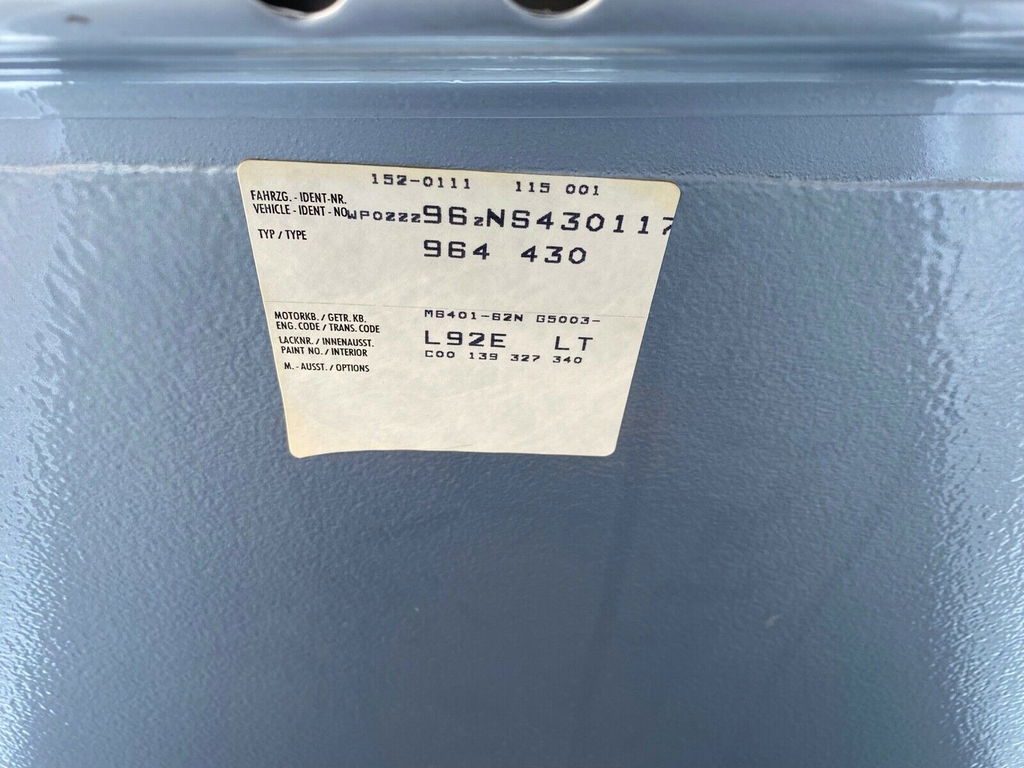 152-0111 115 001
FAHRZG. - IDENT-NR.
VEHICLE - IDENT - NO. WP0ZZZ96ZNS430117
TYP / TYPE 964 430
MOTORKB. / GETR. KB. M6401-62N G5003-
ENG. CODE / TRANS. CODE
LACKNR. / INNENAUSST. L92E LT
PAINT NO. / INTERIOR C00 139 327 340
M. - AUSST. / OPTIONS